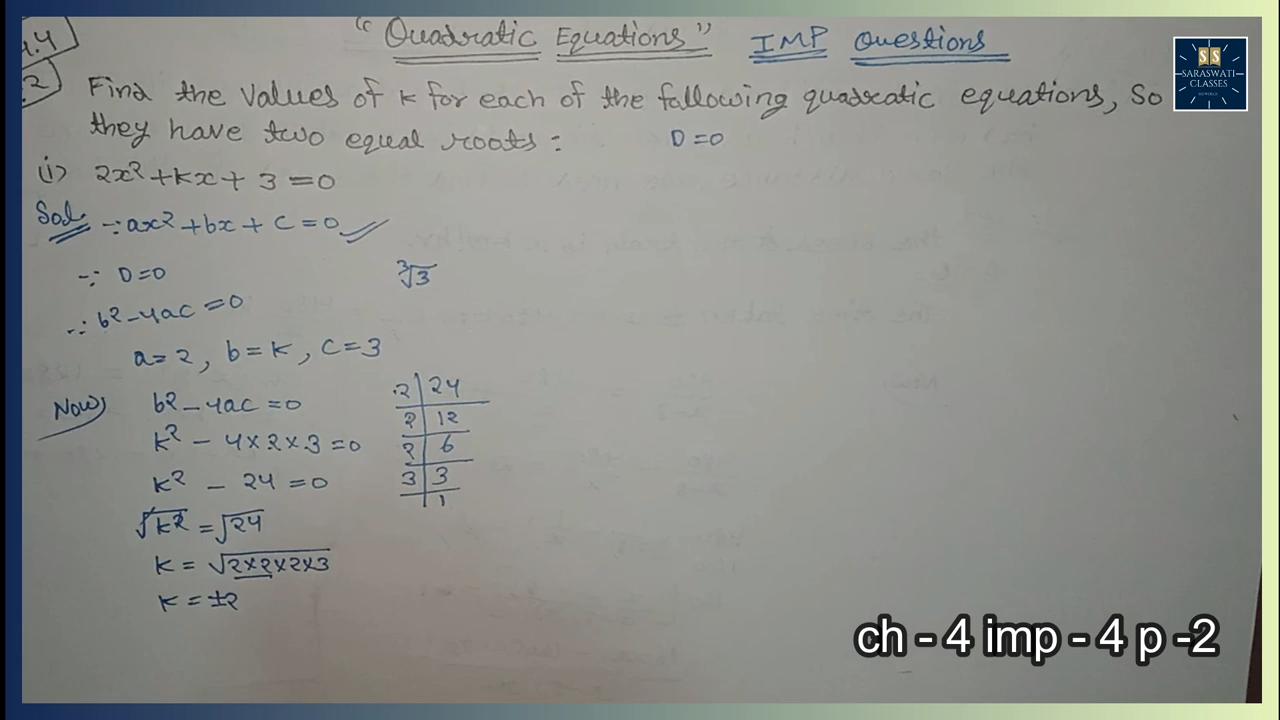 4.4
2
"Quadratic Equations" IMP Questions
Find the values of k for each of the following quadratic equations, So
they have two equal roots: D=0
(i) 2x² + kx + 3 = 0
Sol ∵ ax² + bx + c = 0
∵ D=0
∛3
∵ b² - 4ac = 0
a = 2, b = k, c = 3
Now, b² - 4ac = 0
k² - 4×2×3 = 0
k² - 24 = 0
√k² = √24
k = √2×2×2×3
k = ±2
2 | 24
2 | 12
2 | 6
3 | 3
1
SS
SARASWATI
CLASSES
ch - 4 imp - 4 p -2